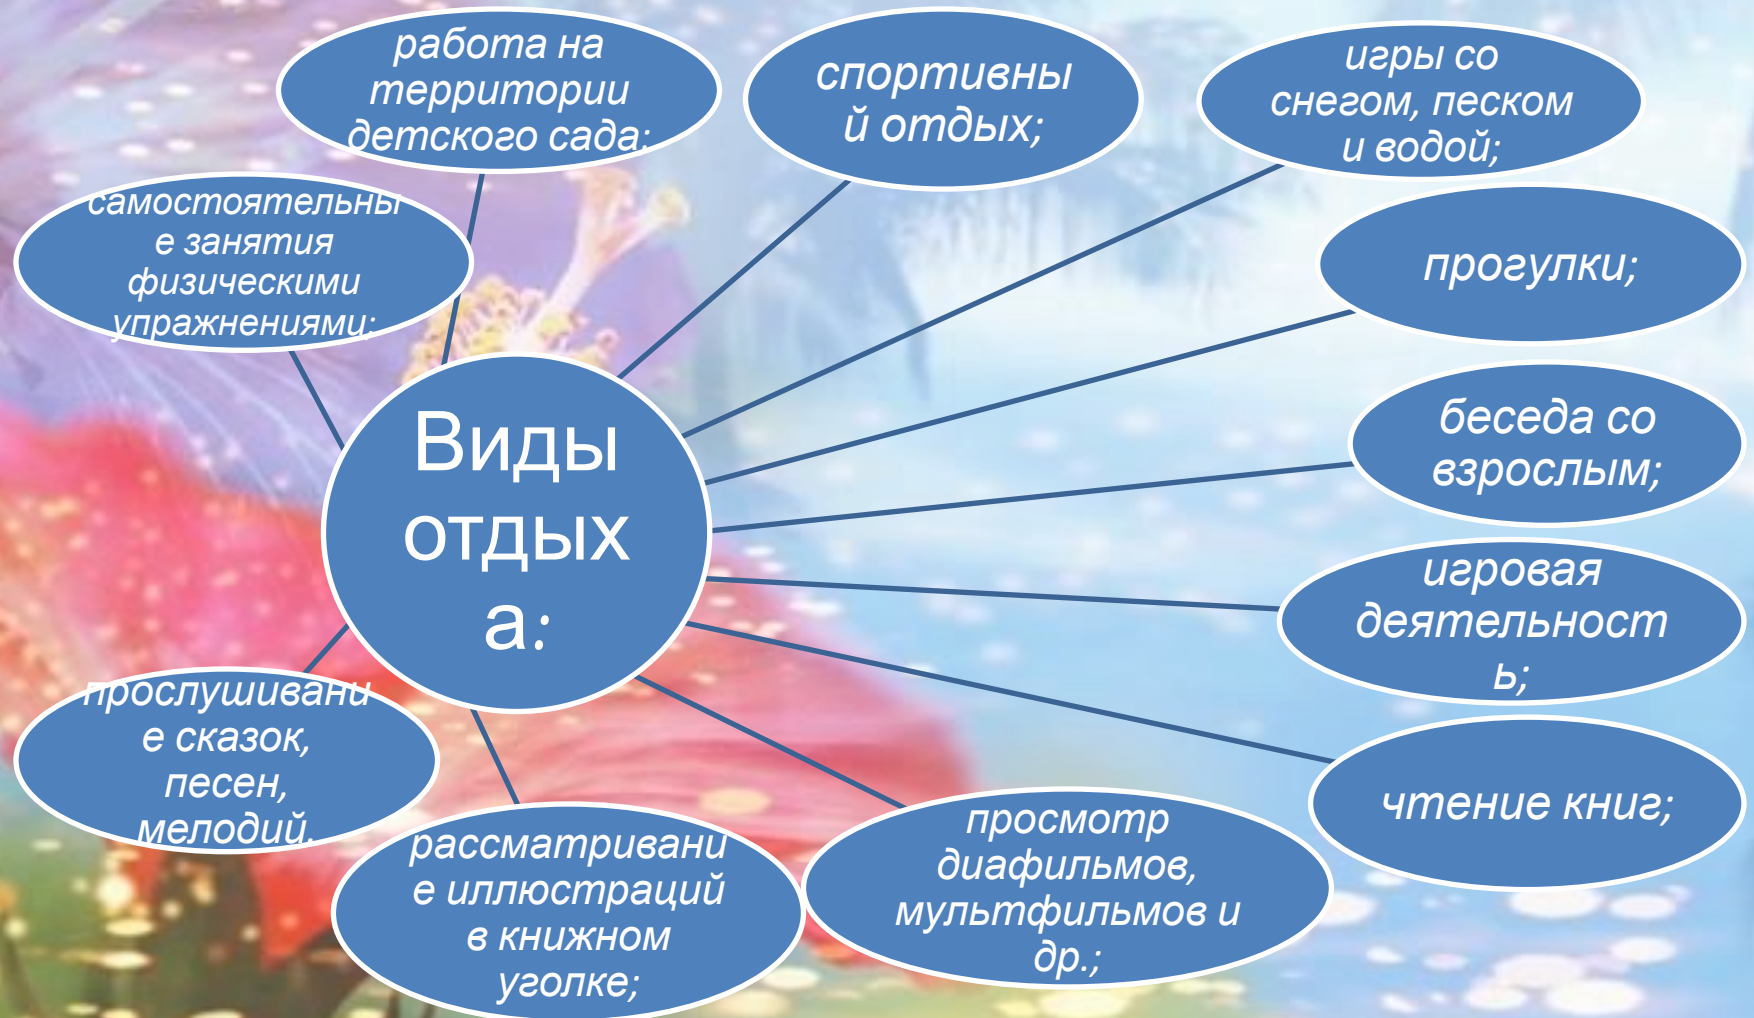 работа на
территории
детского сада;
спортивны
й отдых;
игры со
снегом, песком
и водой;
самостоятельны
е занятия
физическими
упражнениями;
прогулки;
Виды
отдых
а:
беседа со
взрослым;
игровая
деятельност
ь;
чтение книг;
просмотр
диафильмов,
мультфильмов и
др.;
рассматривани
е иллюстраций
в книжном
уголке;
прослушивани
е сказок,
песен,
мелодий.